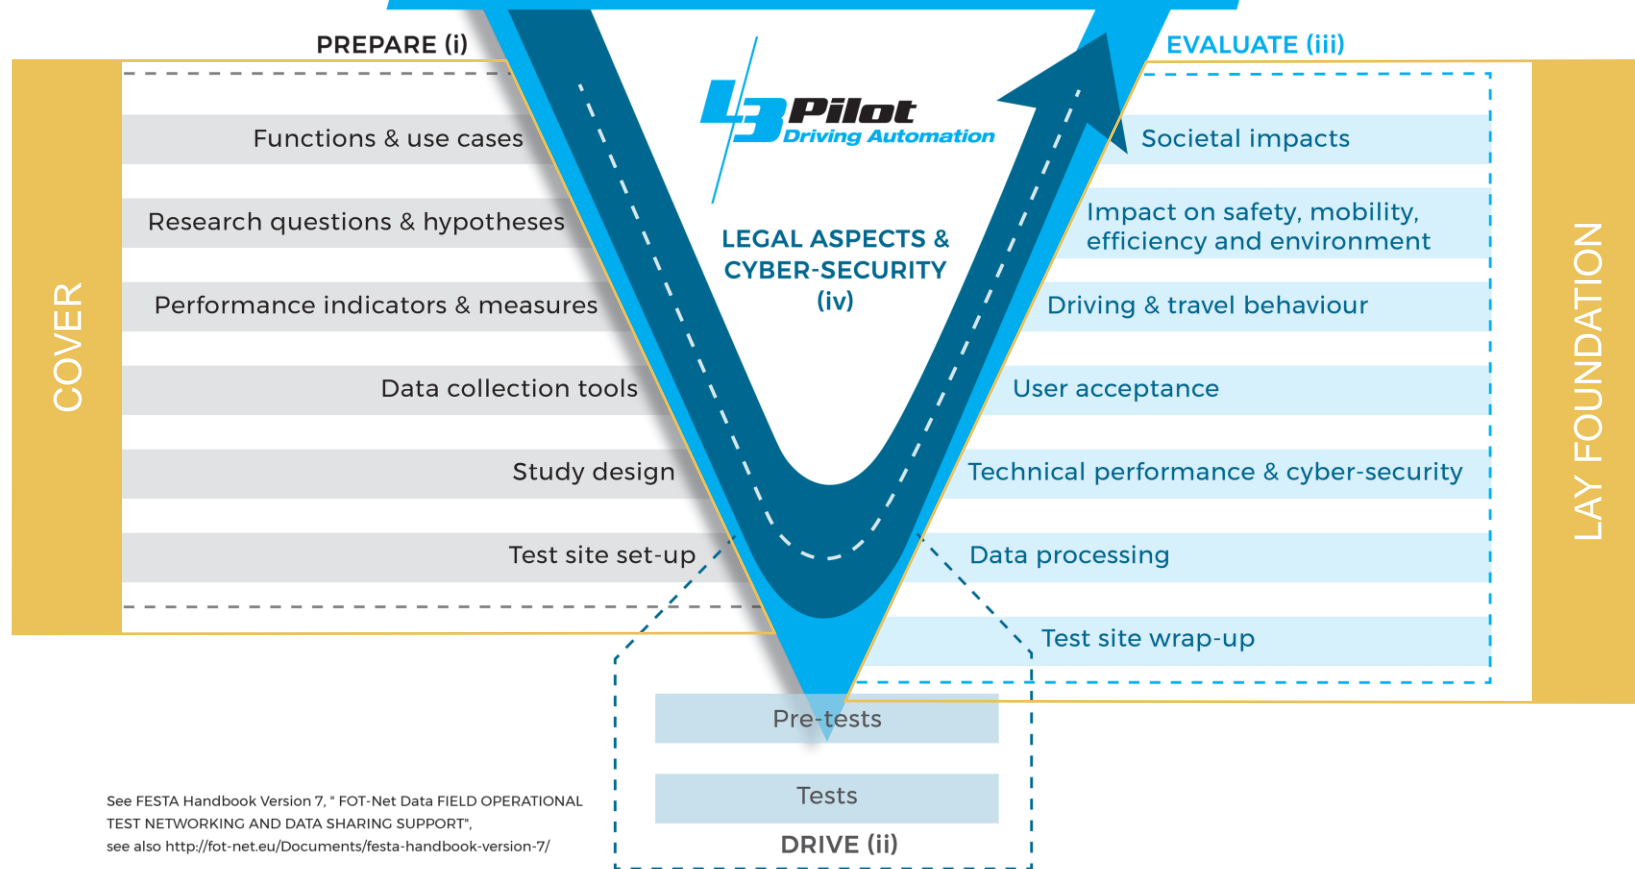 PREPARE (i)
COVER
Functions & use cases
Research questions & hypotheses
Performance indicators & measures
Data collection tools
Study design
Test site set-up
L3Pilot
Driving Automation
LEGAL ASPECTS &
CYBER-SECURITY
(iv)
EVALUATE (iii)
Societal impacts
Impact on safety, mobility,
efficiency and environment
Driving & travel behaviour
User acceptance
Technical performance & cyber-security
Data processing
Test site wrap-up
LAY FOUNDATION
Pre-tests
Tests
DRIVE (ii)
See FESTA Handbook Version 7, " FOT-Net Data FIELD OPERATIONAL
TEST NETWORKING AND DATA SHARING SUPPORT",
see also http://fot-net.eu/Documents/festa-handbook-version-7/